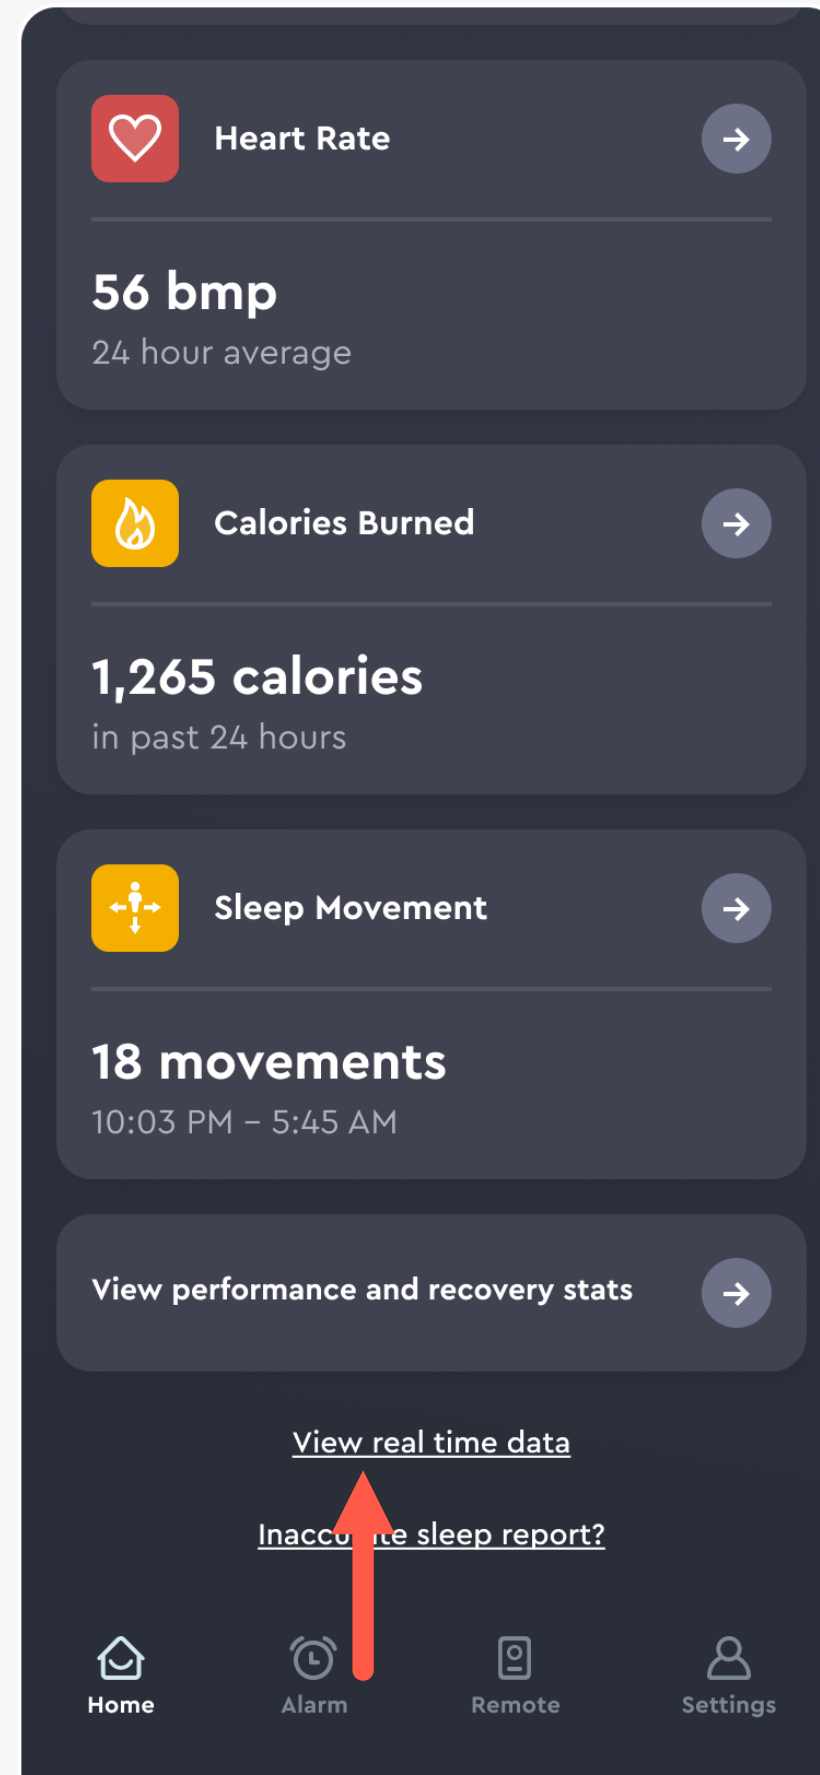 Heart Rate
56 bmp
24 hour average
Calories Burned
1,265 calories
in past 24 hours
Sleep Movement
18 movements
10:03 PM – 5:45 AM
View performance and recovery stats
View real time data
sleep report?
Home
Alarm
Remote
Settings